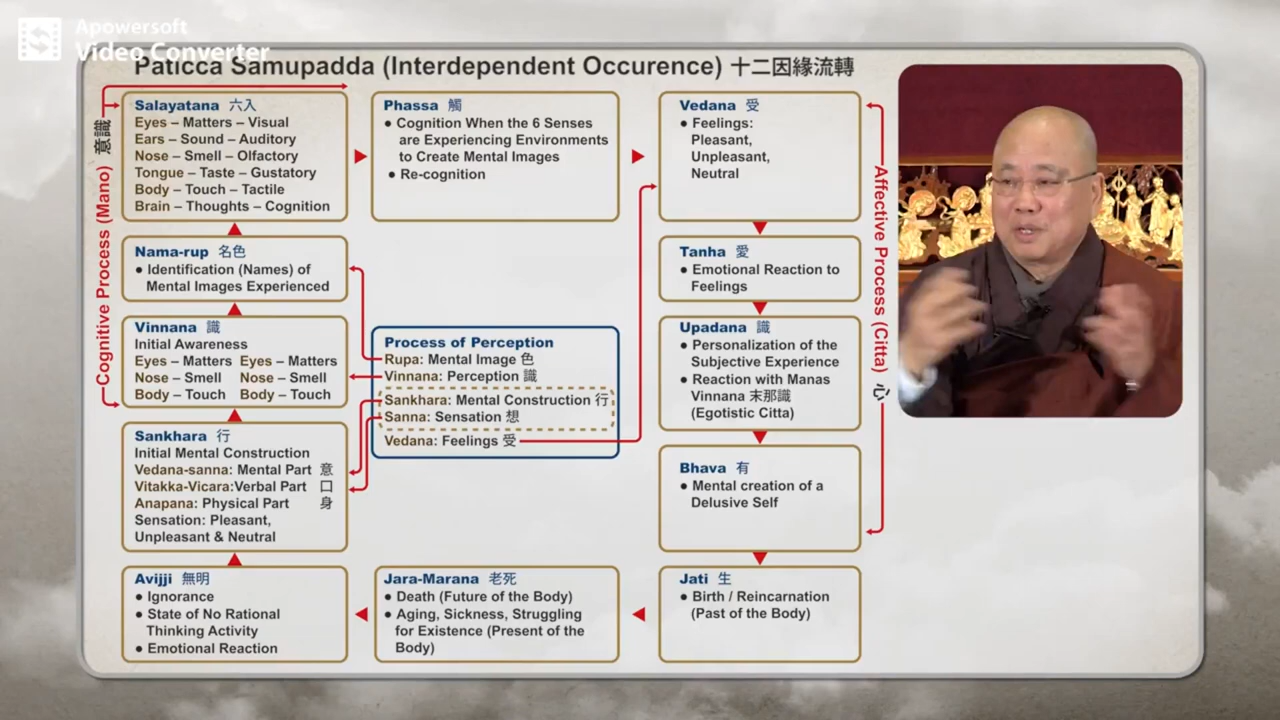 Apowersoft
Video Converter
Paticca Samupadda (Interdependent Occurence) 十二因緣流轉
Cognitive Process (Mano) 意識
Salayatana 六入
Eyes – Matters – Visual
Ears – Sound – Auditory
Nose – Smell – Olfactory
Tongue – Taste – Gustatory
Body – Touch – Tactile
Brain – Thoughts – Cognition
Phassa 觸
● Cognition When the 6 Senses
are Experiencing Environments
to Create Mental Images
● Re-cognition
Vedana 受
● Feelings:
Pleasant,
Unpleasant,
Neutral
Affective Process (Citta) 心
Nama-rup 名色
● Identification (Names) of
Mental Images Experienced
Tanha 愛
● Emotional Reaction to
Feelings
Vinnana 識
Initial Awareness
Eyes – Matters Eyes – Matters
Nose – Smell Nose – Smell
Body – Touch Body – Touch
Process of Perception
Rupa: Mental Image 色
Vinnana: Perception 識
Sankhara: Mental Construction 行
Sanna: Sensation 想
Vedana: Feelings 受
Upadana 識
● Personalization of the
Subjective Experience
● Reaction with Manas
Vinnana 末那識
(Egotistic Citta)
Sankhara 行
Initial Mental Construction
Vedana-sanna: Mental Part 意
Vitakka-Vicara:Verbal Part 口
Anapana: Physical Part 身
Sensation: Pleasant,
Unpleasant & Neutral
Bhava 有
● Mental creation of a
Delusive Self
Avijji 無明
● Ignorance
● State of No Rational
Thinking Activity
● Emotional Reaction
Jara-Marana 老死
● Death (Future of the Body)
● Aging, Sickness, Struggling
for Existence (Present of the
Body)
Jati 生
● Birth / Reincarnation
(Past of the Body)